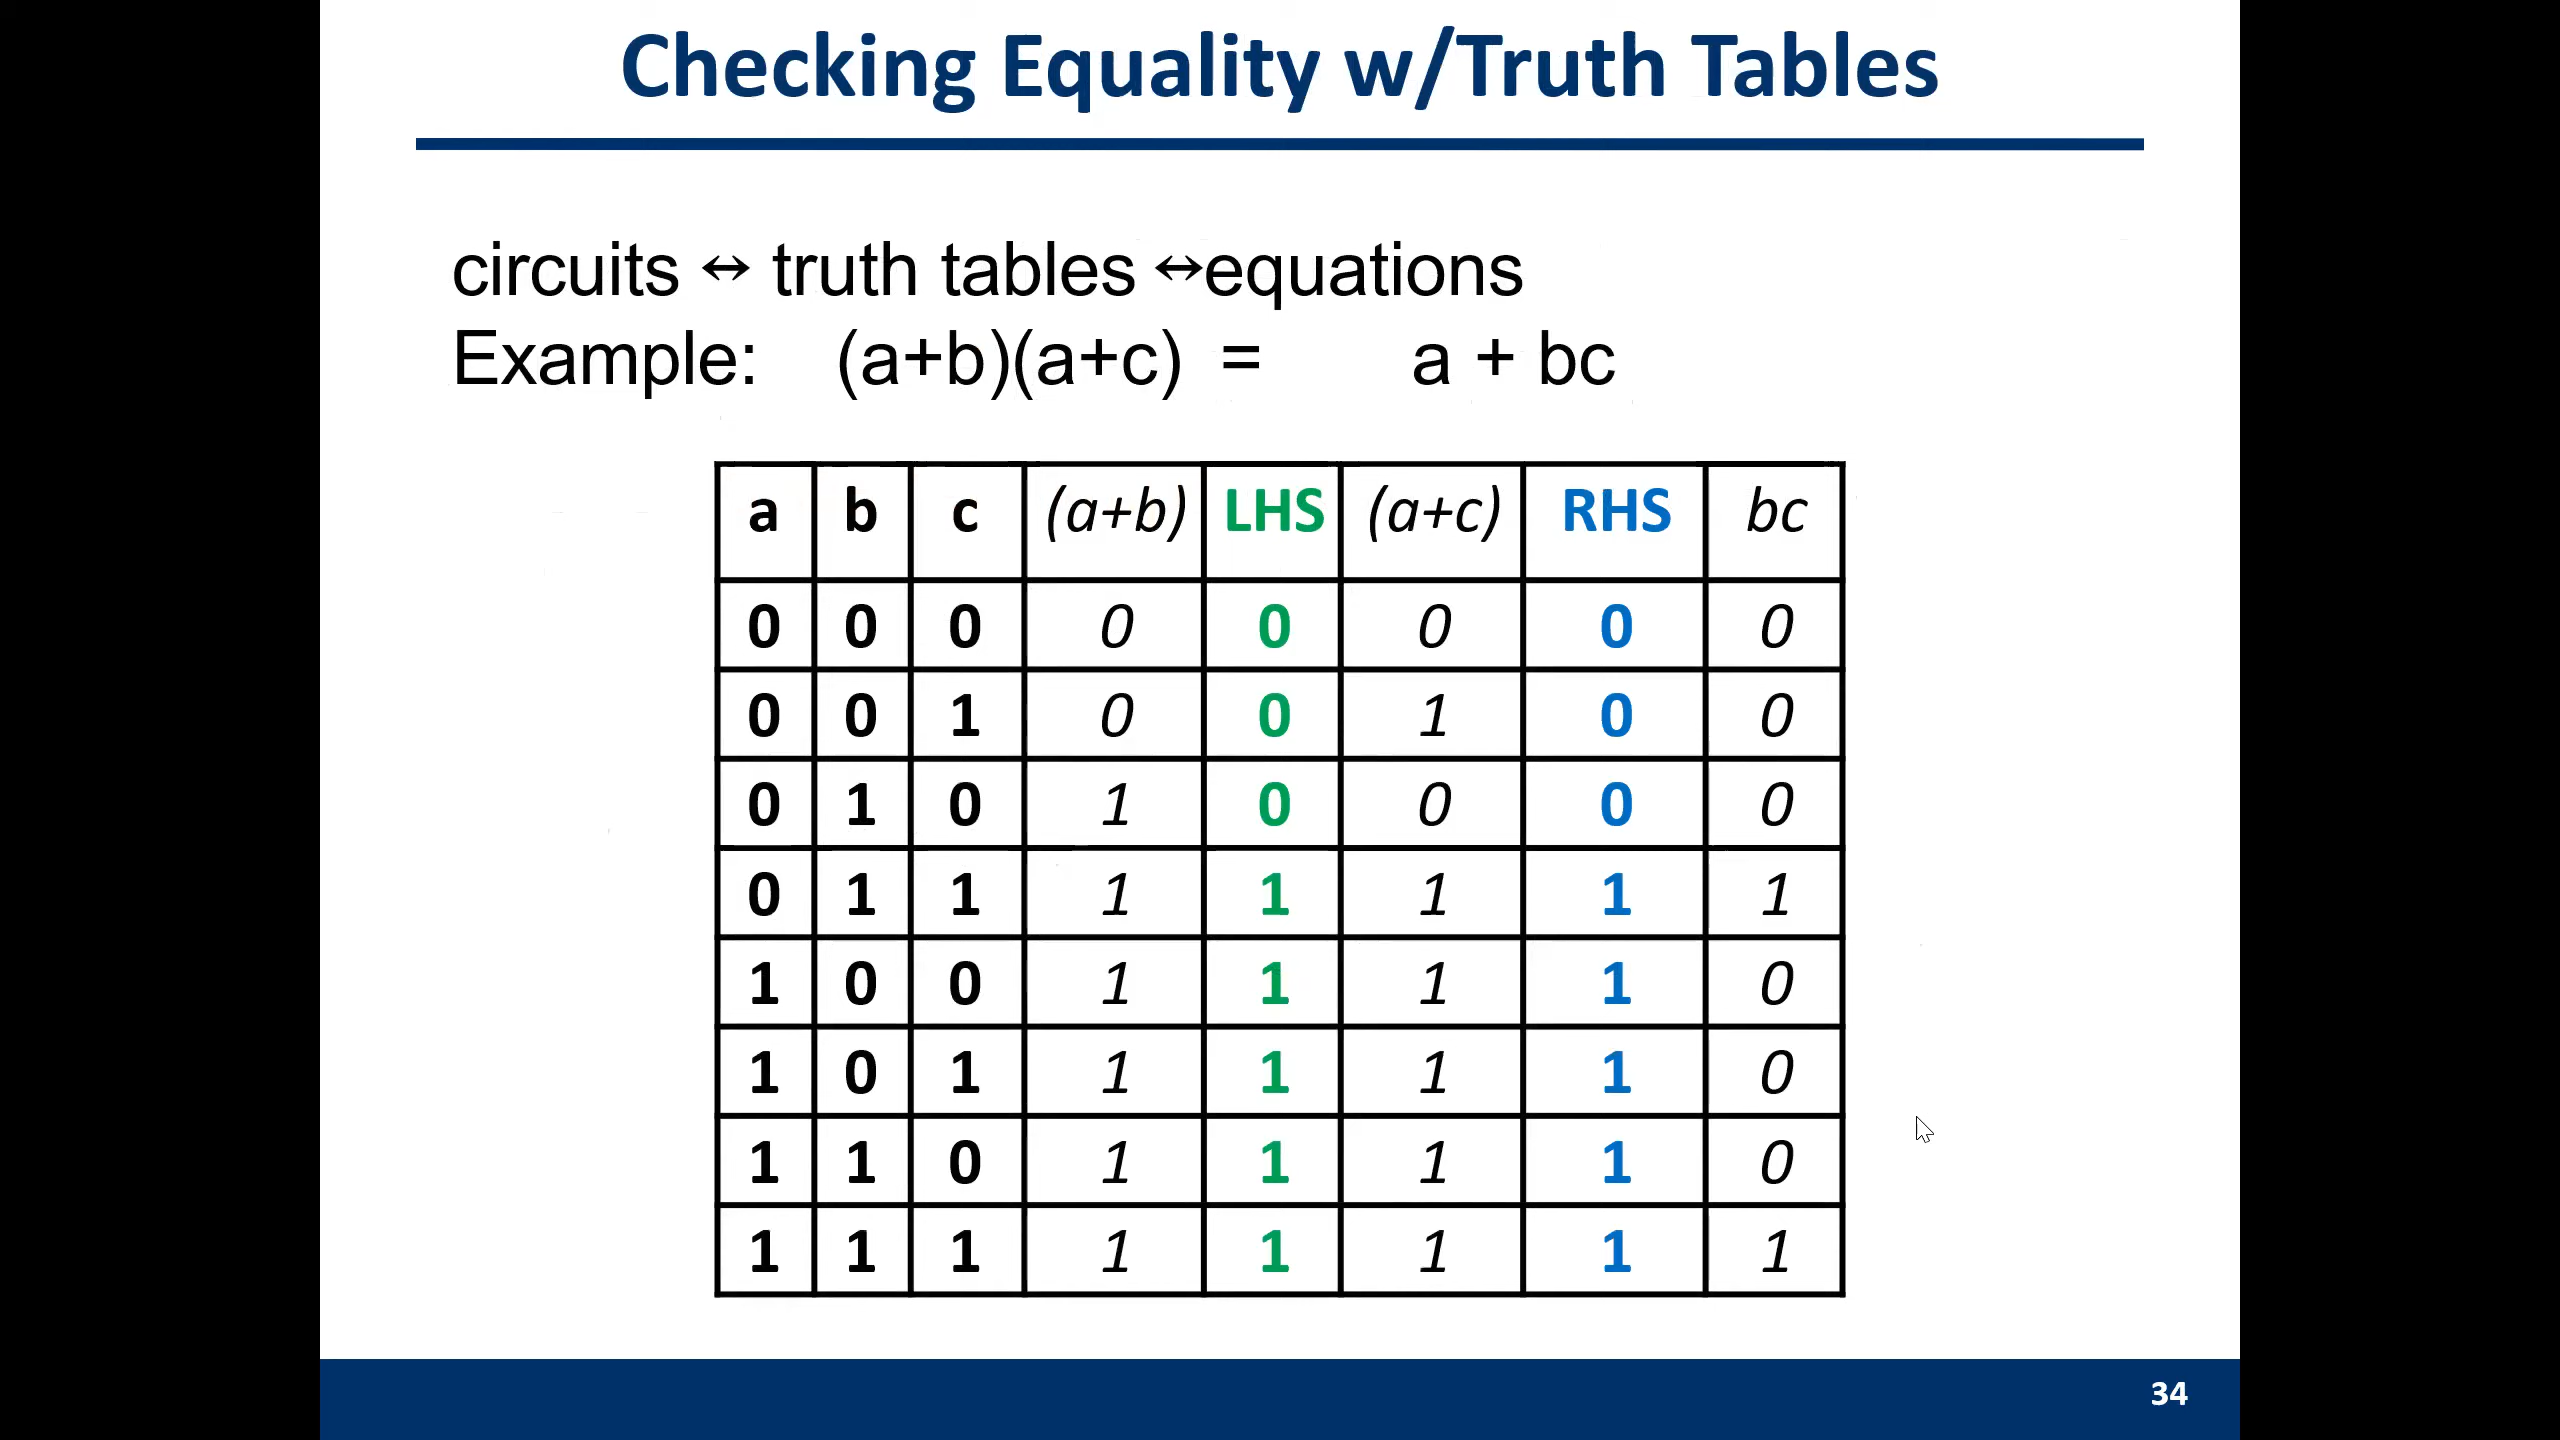 Checking Equality w/Truth Tables
circuits ↔ truth tables ↔equations
Example: (a+b)(a+c) = a + bc
a b c (a+b) LHS (a+c) RHS bc
0 0 0 0 0 0 0 0
0 0 1 0 0 1 0 0
0 1 0 1 0 0 0 0
0 1 1 1 1 1 1 1
1 0 0 1 1 1 1 0
1 0 1 1 1 1 1 0
1 1 0 1 1 1 1 0
1 1 1 1 1 1 1 1
34